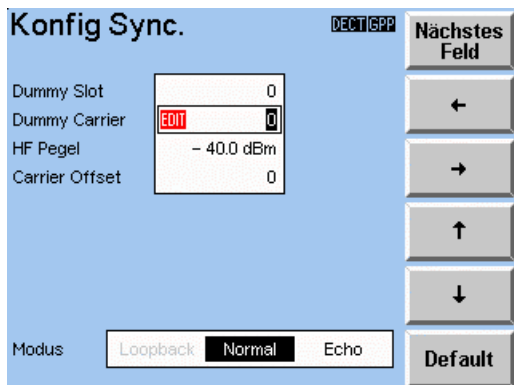 Konfig Sync.
DECT GPP
Nächstes
Feld
Dummy Slot 0
Dummy Carrier EDIT 0
HF Pegel – 40.0 dBm
Carrier Offset 0
←
→
↑
↓
Modus Loopback Normal Echo
Default